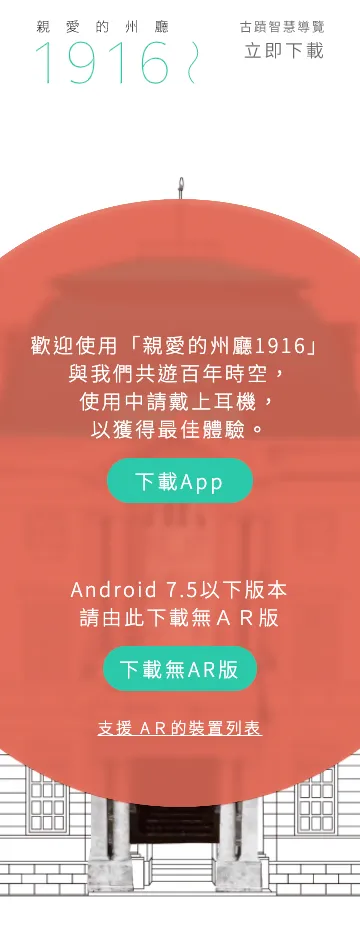 親愛的州廳
1916
古蹟智慧導覽
立即下載
歡迎使用「親愛的州廳1916」
與我們共遊百年時空，
使用中請戴上耳機，
以獲得最佳體驗。
下載App
Android 7.5以下版本
請由此下載無ＡＲ版
下載無AR版
支援 AR的裝置列表